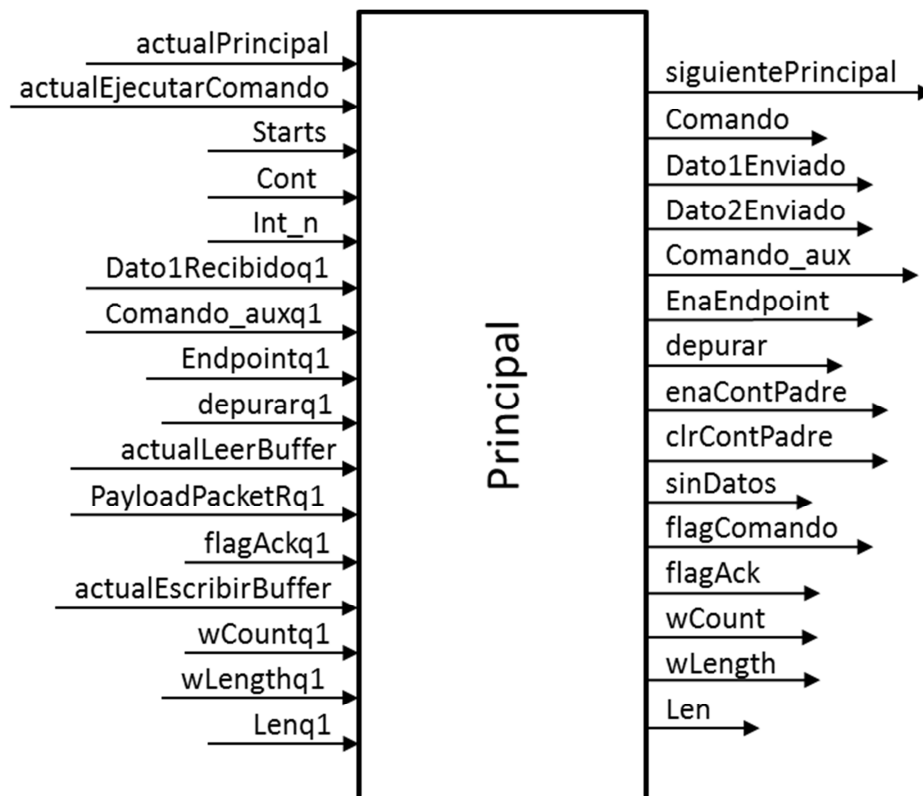 actualPrincipal
actualEjecutarComando
Starts
Cont
Int_n
Dato1Recibidoq1
Comando_auxq1
Endpointq1
depurarq1
actualLeerBuffer
PayloadPacketRq1
flagAckq1
actualEscribirBuffer
wCountq1
wLengthq1
Lenq1
Principal
siguientePrincipal
Comando
Dato1Enviado
Dato2Enviado
Comando_aux
EnaEndpoint
depurar
enaContPadre
clrContPadre
sinDatos
flagComando
flagAck
wCount
wLength
Len